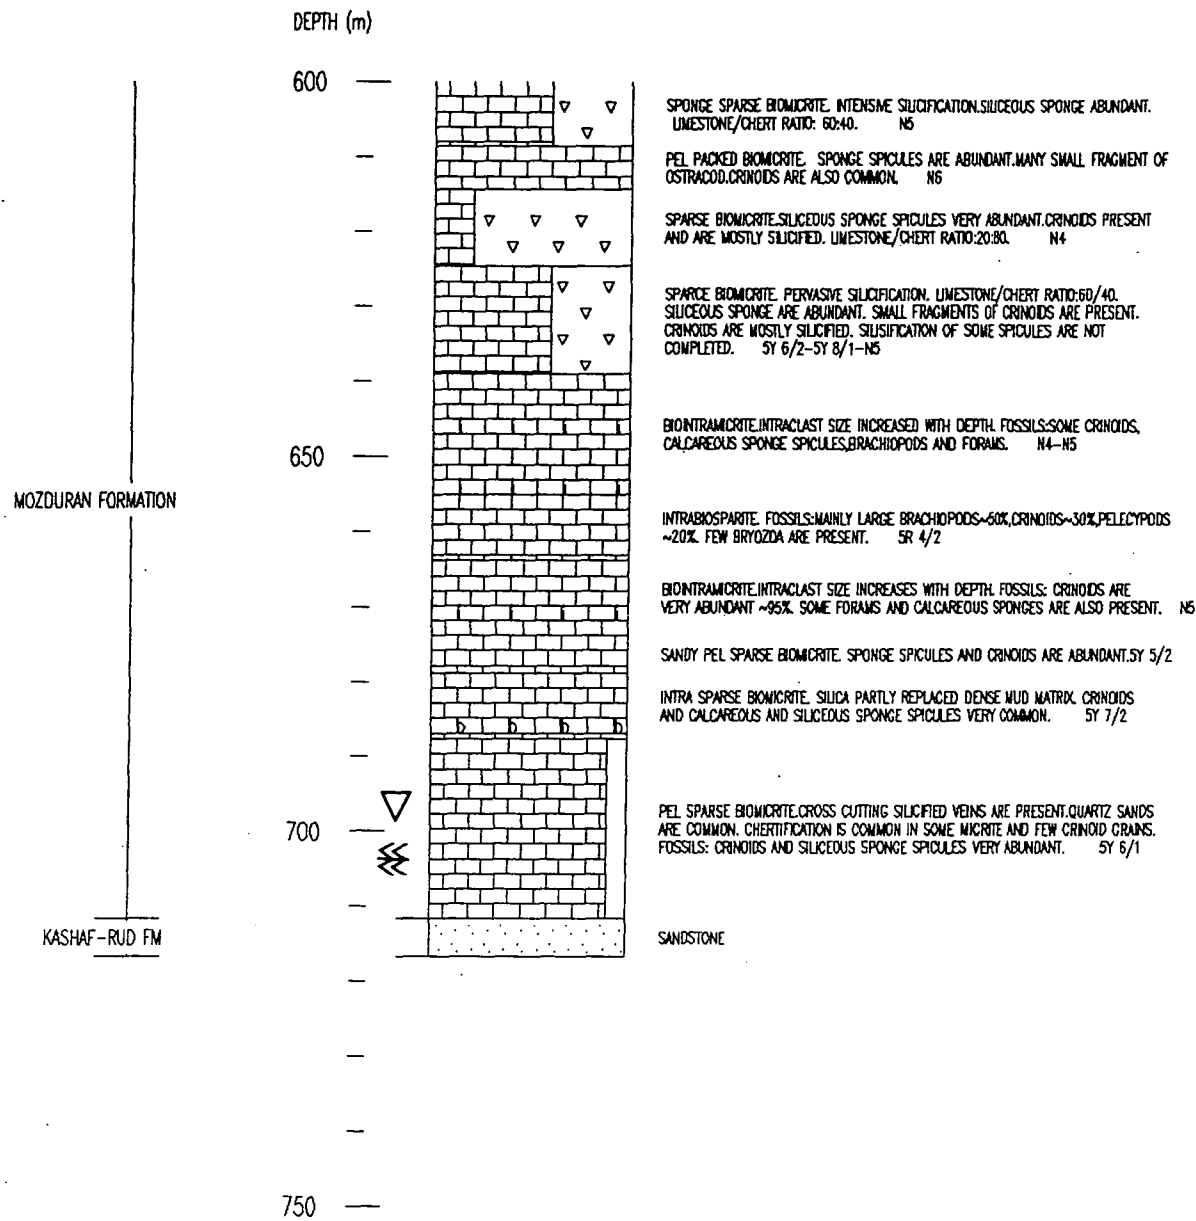 DEPTH (m)
600
SPONGE SPARSE BIOMICRITE. INTENSIVE SILICIFICATION.SILICEOUS SPONGE ABUNDANT.
LIMESTONE/CHERT RATIO: 60:40. N5
PEL PACKED BIOMICRITE. SPONGE SPICULES ARE ABUNDANT.MANY SMALL FRAGMENT OF
OSTRACOD.CRINOIDS ARE ALSO COMMON. N6
SPARSE BIOMICRITE.SILICEOUS SPONGE SPICULES VERY ABUNDANT.CRINOIDS PRESENT
AND ARE MOSTLY SILICIFIED. LIMESTONE/CHERT RATIO:20:80. N4
SPARCE BIOMICRITE. PERVASIVE SILICIFICATION. LIMESTONE/CHERT RATIO:60/40.
SILICEOUS SPONGE ARE ABUNDANT. SMALL FRAGMENTS OF CRINOIDS ARE PRESENT.
CRINOIDS ARE MOSTLY SILICIFIED. SILISIFICATION OF SOME SPICULES ARE NOT
COMPLETED. 5Y 6/2-5Y 8/1-N5
BIOINTRAMICRITE.INTRACLAST SIZE INCREASED WITH DEPTH. FOSSILS:SOME CRINOIDS,
CALCAREOUS SPONGE SPICULES,BRACHIOPODS AND FORAMS. N4-N5
650
MOZDURAN FORMATION
INTRABIOSPARITE. FOSSILS:MAINLY LARGE BRACHIOPODS~50%,CRINOIDS~30%,PELECYPODS
~20%. FEW BRYOZOA ARE PRESENT. 5R 4/2
BIOINTRAMICRITE.INTRACLAST SIZE INCREASES WITH DEPTH. FOSSILS: CRINOIDS ARE
VERY ABUNDANT ~95%. SOME FORAMS AND CALCAREOUS SPONGES ARE ALSO PRESENT. N5
SANDY PEL SPARSE BIOMICRITE. SPONGE SPICULES AND CRINOIDS ARE ABUNDANT.5Y 5/2
INTRA SPARSE BIOMICRITE. SILICA PARTLY REPLACED DENSE MUD MATRIX. CRINOIDS
AND CALCAREOUS AND SILICEOUS SPONGE SPICULES VERY COMMON. 5Y 7/2
PEL SPARSE BIOMICRITE.CROSS CUTTING SILICIFIED VEINS ARE PRESENT.QUARTZ SANDS
700
ARE COMMON. CHERTIFICATION IS COMMON IN SOME MICRITE AND FEW CRINOID GRAINS.
FOSSILS: CRINOIDS AND SILICEOUS SPONGE SPICULES VERY ABUNDANT. 5Y 6/1
KASHAF-RUD FM
SANDSTONE
750